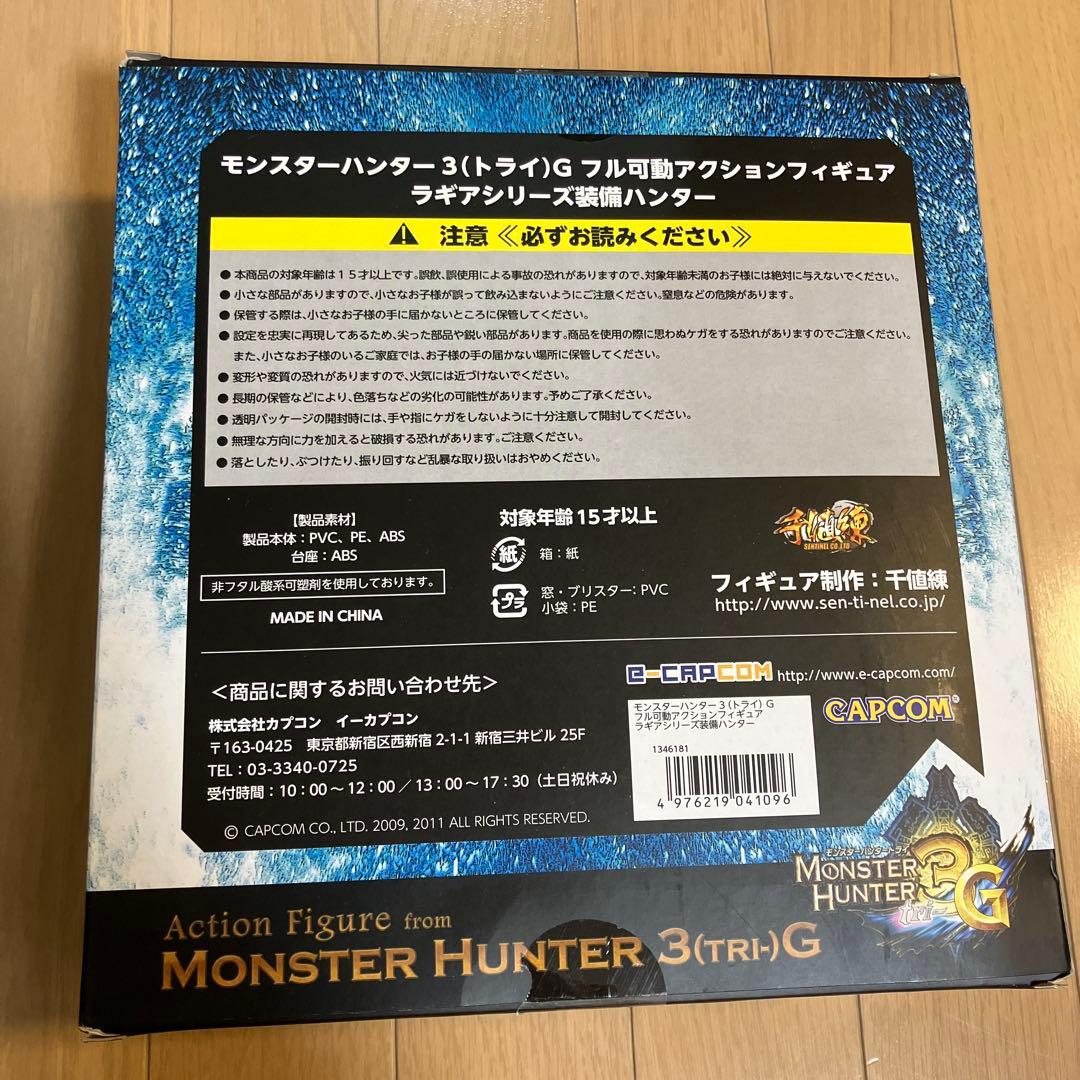 モンスターハンター3(トライ)G フル可動アクションフィギュア
ラギアシリーズ装備ハンター
注意 ≪必ずお読みください≫
●本商品の対象年齢は15才以上です。誤飲、誤使用による事故の恐れがありますので、対象年齢未満のお子様には絶対に与えないでください。
●小さな部品がありますので、小さなお子様が誤って飲み込まないようにご注意ください。窒息などの危険があります。
●保管する際は、小さなお子様の手に届かないところに保管してください。
●設定を忠実に再現してあるため、尖った部品や鋭い部品があります。商品を使用の際に思わぬケガをする恐れがありますのでご注意ください。
また、小さなお子様のいるご家庭では、お子様の手の届かない場所に保管してください。
●変形や変質の恐れがありますので、火気には近づけないでください。
●長期の保管などにより、色落ちなどの劣化の可能性があります。予めご了承ください。
●透明パッケージの開封時には、手や指にケガをしないように十分注意して開封してください。
●無理な方向に力を加えると破損する恐れがあります。ご注意ください。
●落としたり、ぶつけたり、振り回すなど乱暴な取り扱いはおやめください。
【製品素材】
製品本体:PVC、PE、ABS
台座:ABS
非フタル酸系可塑剤を使用しております。
MADE IN CHINA
対象年齢15才以上
紙
箱:紙
プラ
窓・ブリスター:PVC
小袋:PE
千値練
SENTINEL CO.LTD
フィギュア制作:千値練
http://www.sen-ti-nel.co.jp/
e-CAPCOM http://www.e-capcom.com/
<商品に関するお問い合わせ先>
株式会社カプコン イーカプコン
〒163-0425 東京都新宿区西新宿 2-1-1 新宿三井ビル 25F
TEL:03-3340-0725
受付時間:10:00~12:00/13:00~17:30(土日祝休み)
© CAPCOM CO., LTD. 2009, 2011 ALL RIGHTS RESERVED.
モンスターハンター3(トライ)G
フル可動アクションフィギュア
ラギアシリーズ装備ハンター
1346181
4 976219 041096
CAPCOM®
モンスターハンタートライ
MONSTER
HUNTER
3G
tri-
Action Figure from
MONSTER HUNTER 3(TRI-)G